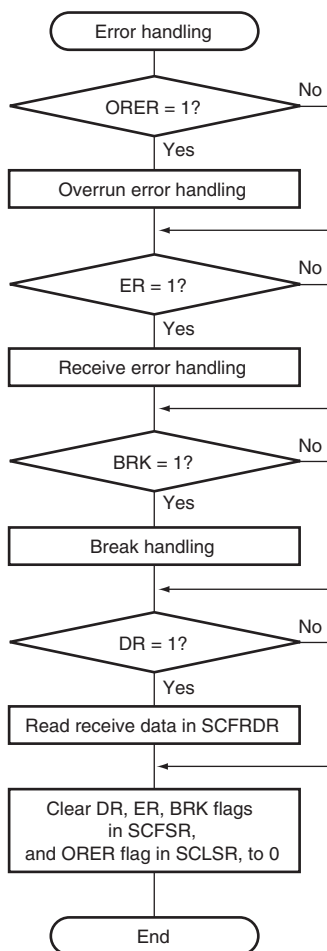 Error handling
ORER = 1?
No
Yes
Overrun error handling
ER = 1?
No
Yes
Receive error handling
BRK = 1?
No
Yes
Break handling
DR = 1?
No
Yes
Read receive data in SCFRDR
Clear DR, ER, BRK flags
in SCFSR,
and ORER flag in SCLSR, to 0
End